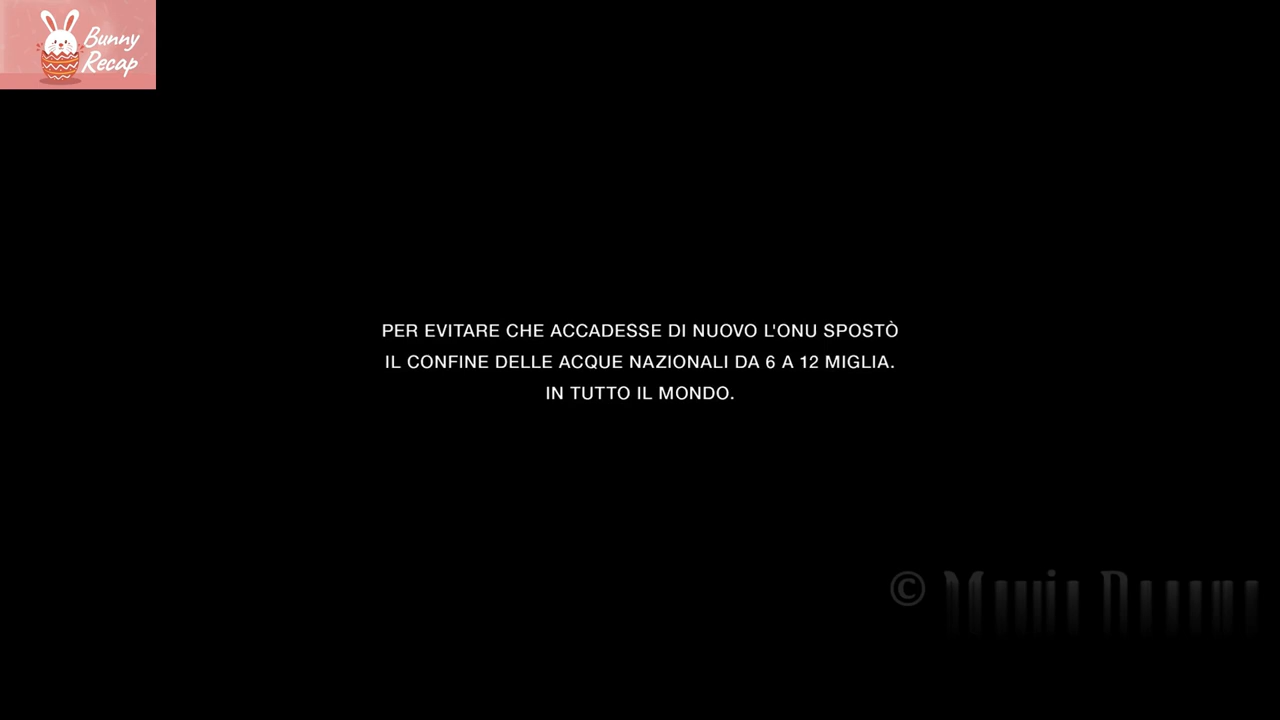 Bunny
Recap
PER EVITARE CHE ACCADESSE DI NUOVO L'ONU SPOSTÒ
IL CONFINE DELLE ACQUE NAZIONALI DA 6 A 12 MIGLIA.
IN TUTTO IL MONDO.
©